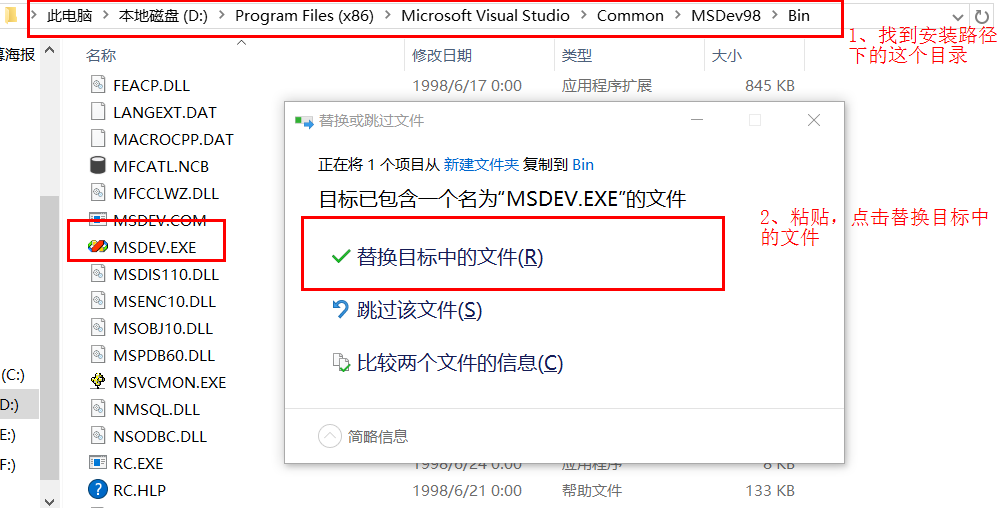 此电脑 > 本地磁盘 (D:) > Program Files (x86) > Microsoft Visual Studio > Common > MSDev98 > Bin
1、找到安装路径
下的这个目录
幕海报
名称 修改日期 类型 大小
FEACP.DLL 1998/6/17 0:00 应用程序扩展 845 KB
LANGEXT.DAT
MACROCPP.DAT
MFCATL.NCB
MFCCLWZ.DLL
MSDEV.COM
MSDEV.EXE
MSDIS110.DLL
MSENC10.DLL
MSOBJ10.DLL
MSPDB60.DLL
MSVCMON.EXE
NMSQL.DLL
NSODBC.DLL
RC.EXE 1998/6/24 0:00 应用程序 8 KB
RC.HLP 1998/6/21 0:00 帮助文件 133 KB
(C:)
D:)
E:)
F:)
替换或跳过文件
正在将 1 个项目从 新建文件夹 复制到 Bin
目标已包含一个名为“MSDEV.EXE”的文件
替换目标中的文件(R)
跳过该文件(S)
比较两个文件的信息(C)
简略信息
2、粘贴，点击替换目标中
的文件